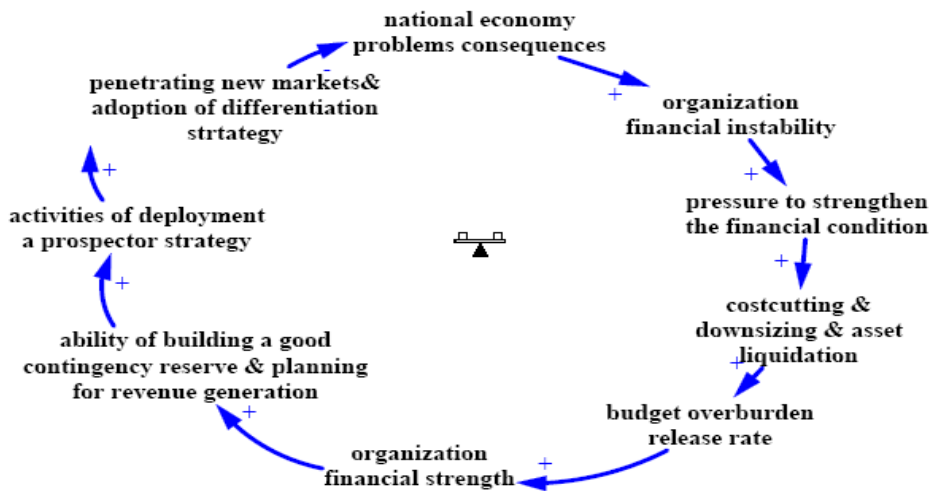 national economy
problems consequences
-
+
organization
financial instability
+
pressure to strengthen
the financial condition
+
costcutting &
downsizing & asset
liquidation
+
budget overburden
release rate
+
organization
financial strength
+
ability of building a good
contingency reserve & planning
for revenue generation
+
activities of deployment
a prospector strategy
+
penetrating new markets&
adoption of differentiation
strtategy